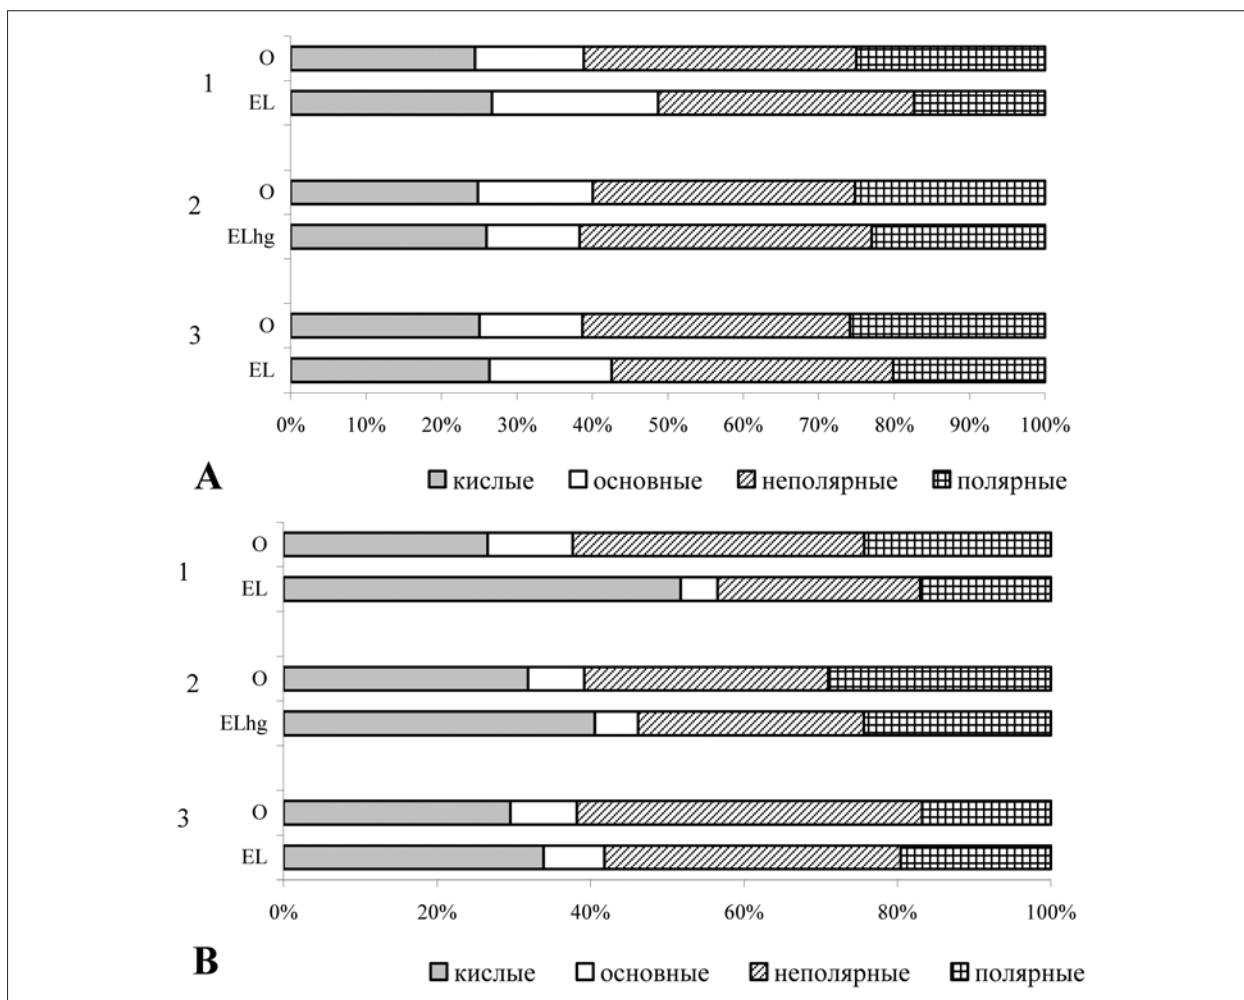 O
1
EL
O
2
ELhg
O
3
EL
0% 10% 20% 30% 40% 50% 60% 70% 80% 90% 100%
A кислые основные неполярные полярные
O
1
EL
O
2
ELhg
O
3
EL
0% 20% 40% 60% 80% 100%
B кислые основные неполярные полярные